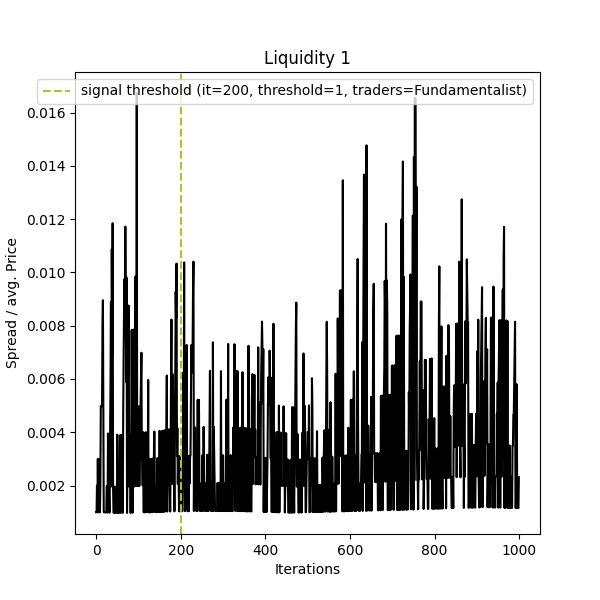 Liquidity 1
signal threshold (it=200, threshold=1, traders=Fundamentalist)
0.016
0.014
0.012
0.010
0.008
0.006
0.004
0.002
Spread / avg. Price
0 200 400 600 800 1000
Iterations